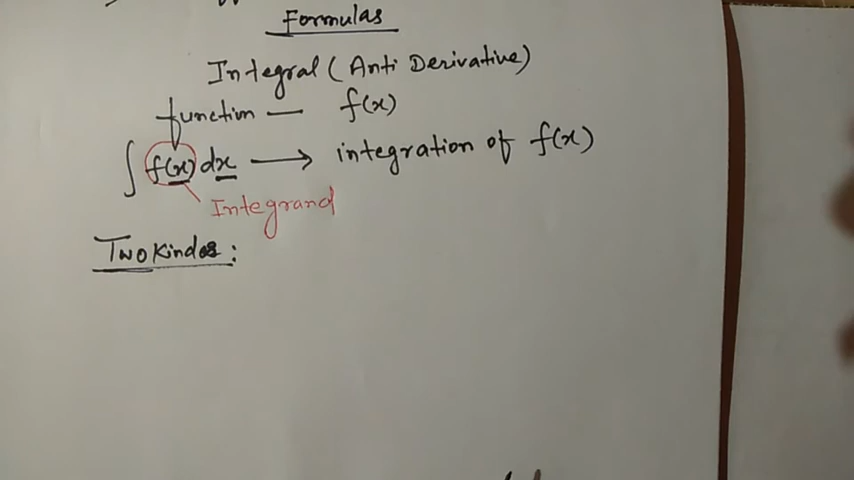 Formulas
Integral (Anti Derivative)
function — f(x)
∫ f(x) dx → integration of f(x)
Integrand
Two Kinds: